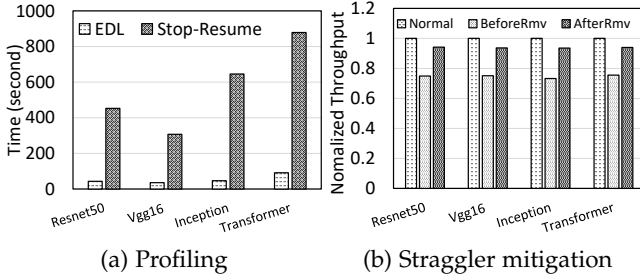 1000
800
600
400
200
0
Time (second)
EDL
Stop-Resume
Resnet50
Vgg16
Inception
Transformer
(a) Profiling
1.2
1
0.8
0.6
0.4
0.2
0
Nomalized Throughput
Normal
BeforeRmv
AfterRmv
Resnet50
Vgg16
Inception
Transformer
(b) Straggler mitigation